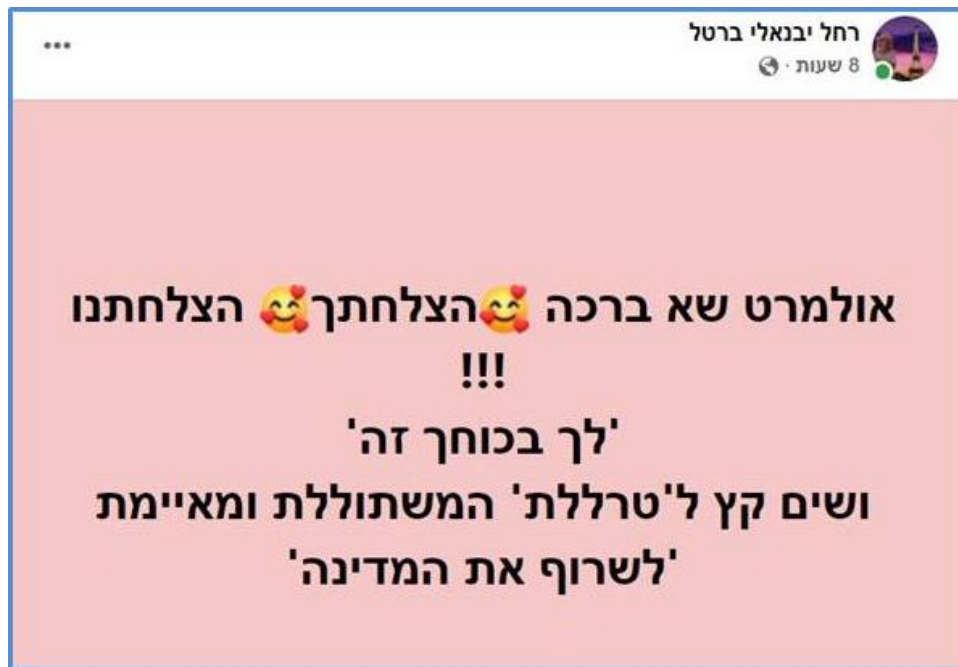 רחל יבנאלי ברטל
8 שעות ·
אולמרט שא ברכה 🥰הצלחתך🥰 הצלחתנו
!!!
'לך בכוחך זה'
ושים קץ ל'טרללת' המשתוללת ומאיימת
'לשרוף את המדינה'